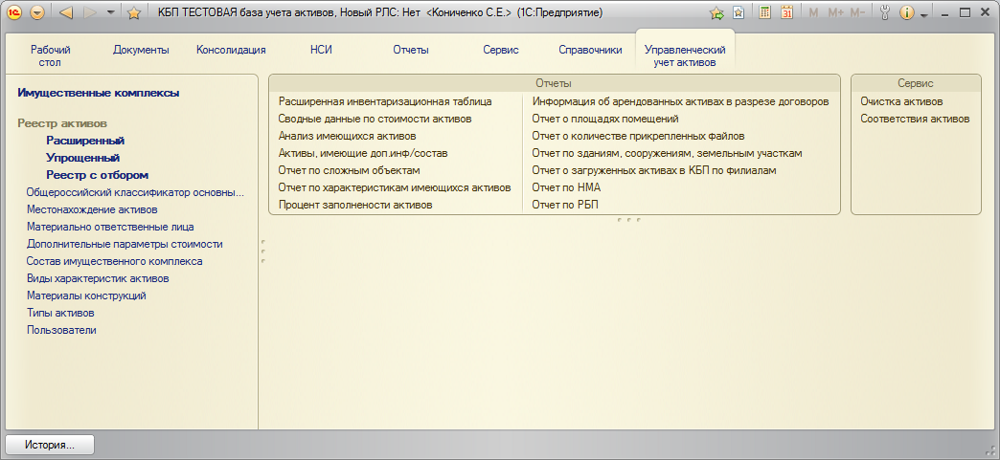 КБП ТЕСТОВАЯ база учета активов, Новый РЛС: Нет <Кониченко С.Е.> (1С:Предприятие)
31
M M+ M-
Рабочий стол
Документы
Консолидация
НСИ
Отчеты
Сервис
Справочники
Управленческий учет активов
Имущественные комплексы
Реестр активов
Расширенный
Упрощенный
Реестр с отбором
Общероссийский классификатор основны...
Местонахождение активов
Материально ответственные лица
Дополнительные параметры стоимости
Состав имущественного комплекса
Виды характеристик активов
Материалы конструкций
Типы активов
Пользователи
Отчеты
Расширенная инвентаризационная таблица
Сводные данные по стоимости активов
Анализ имеющихся активов
Активы, имеющие доп.инф/состав
Отчет по сложным объектам
Отчет по характеристикам имеющихся активов
Процент заполнености активов
Информация об арендованных активах в разрезе договоров
Отчет о площадях помещений
Отчет о количестве прикрепленных файлов
Отчет по зданиям, сооружениям, земельным участкам
Отчет о загруженных активах в КБП по филиалам
Отчет по НМА
Отчет по РБП
Сервис
Очистка активов
Соответствия активов
История...